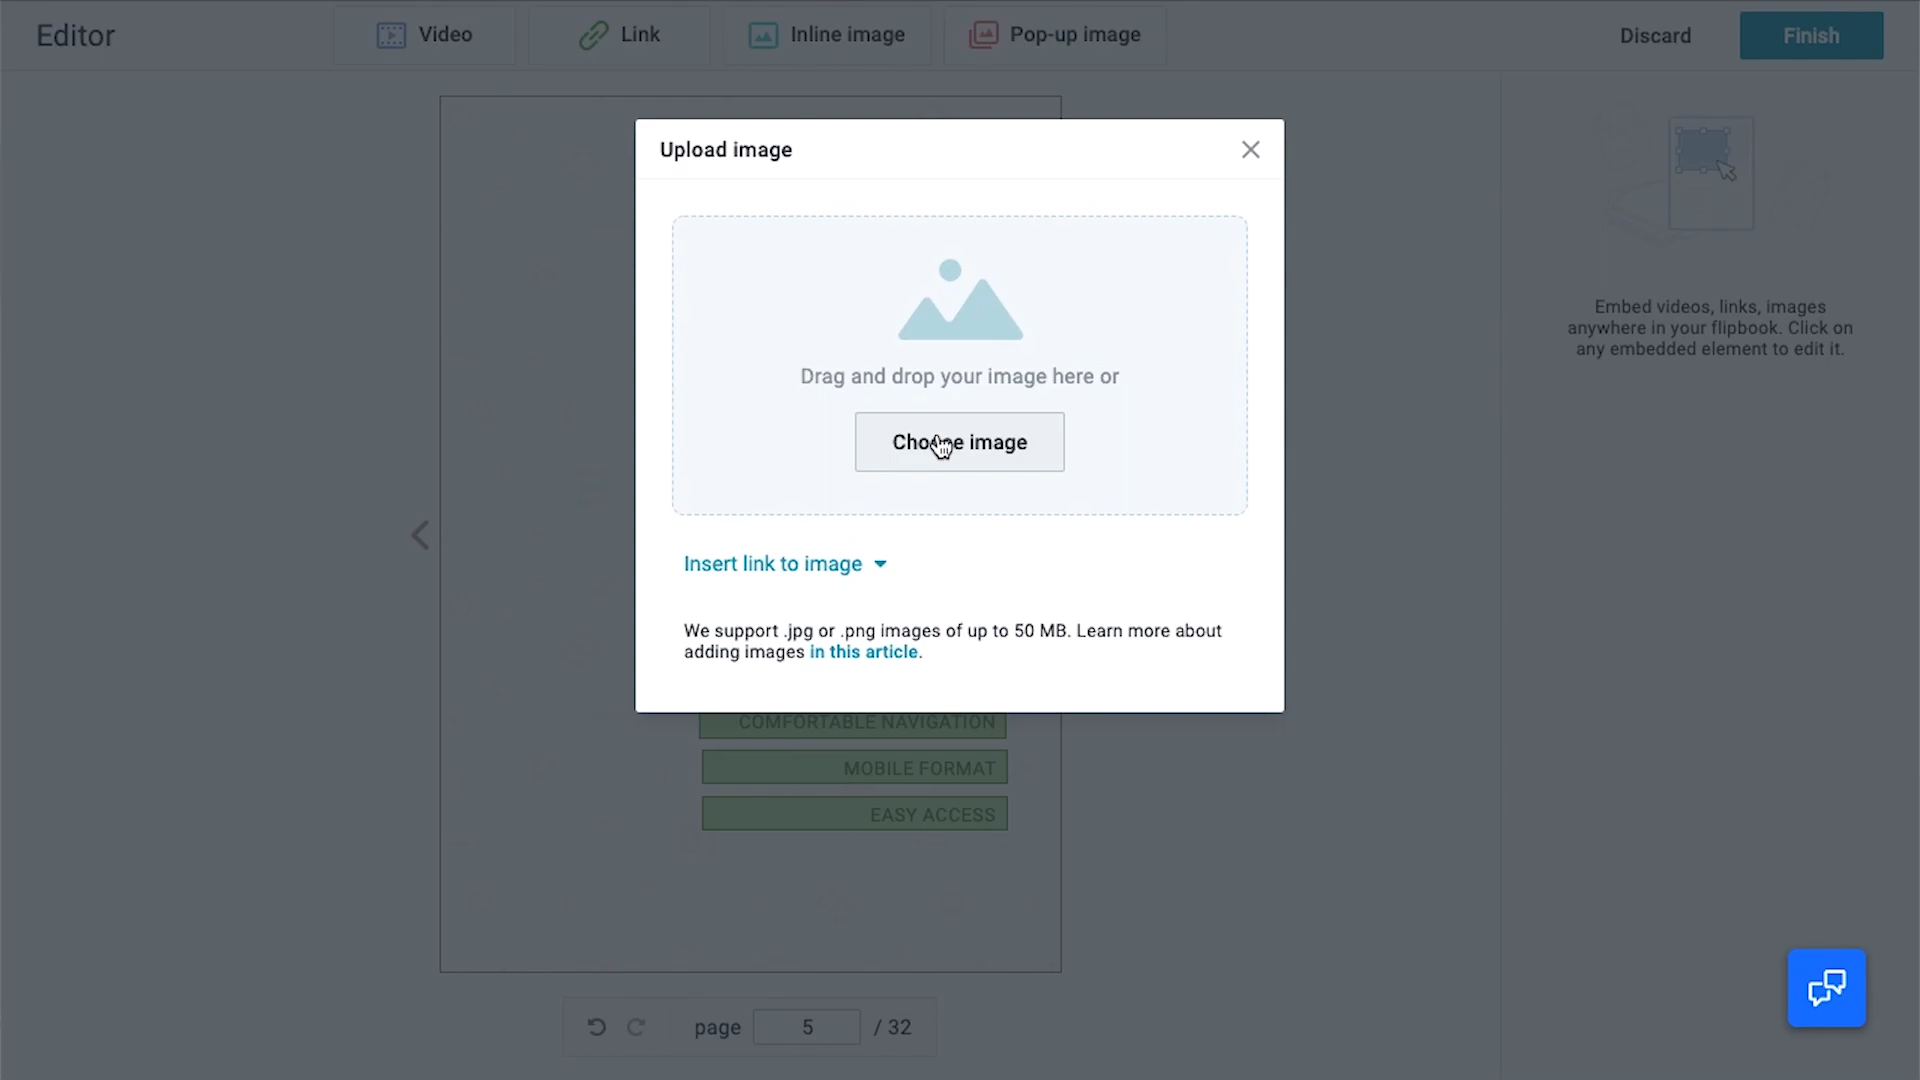 Editor
Video
Link
Inline image
Pop-up image
Discard
Finish
Upload image
Drag and drop your image here or
Choose image
Insert link to image
We support .jpg or .png images of up to 50 MB. Learn more about
adding images in this article.
Embed videos, links, images
anywhere in your flipbook. Click on
any embedded element to edit it.
COMFORTABLE NAVIGATION
MOBILE FORMAT
EASY ACCESS
page 5 / 32